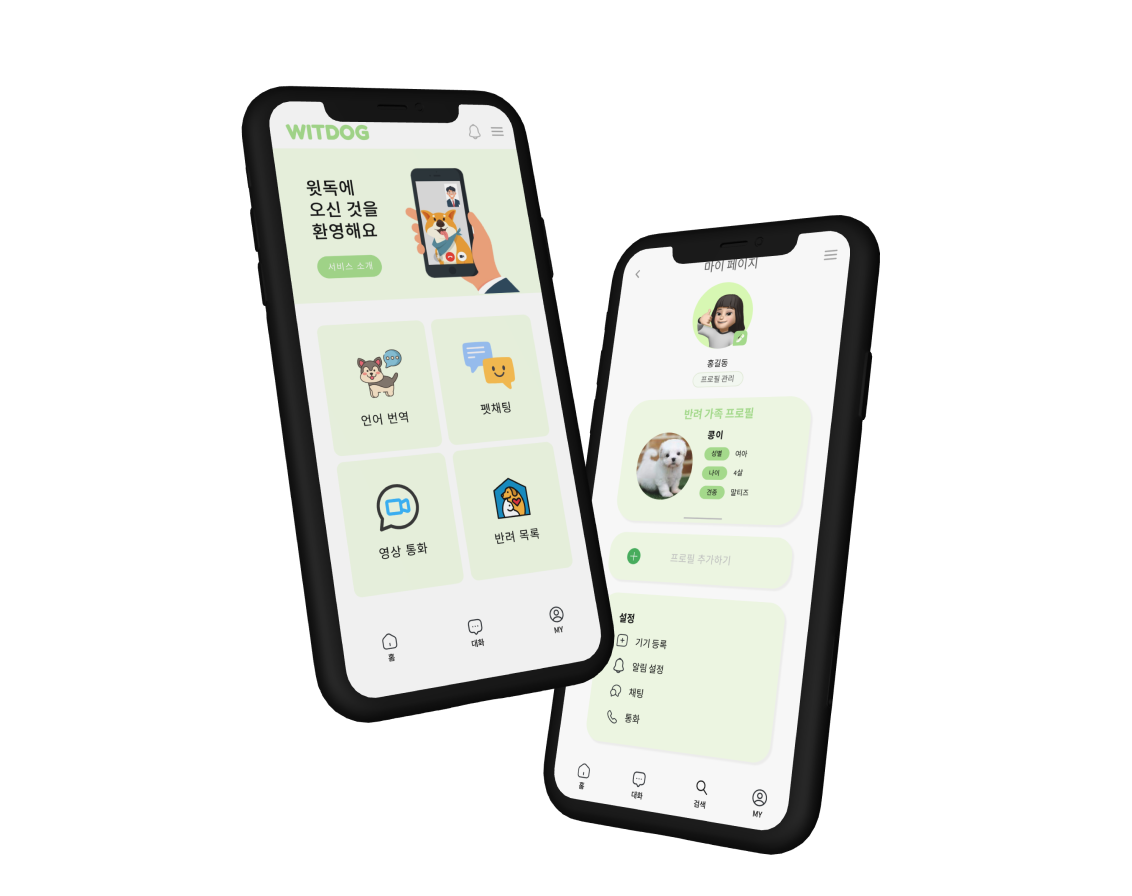 WITDOG
윗독에
오신 것을
환영해요
서비스 소개
언어 번역
펫채팅
영상 통화
반려 목록
홈
대화
MY
마이 페이지
홍길동
프로필 관리
반려 가족 프로필
콩이
성별 여아
나이 4살
견종 말티즈
프로필 추가하기
설정
기기 등록
알림 설정
채팅
통화
홈
대화
검색
MY